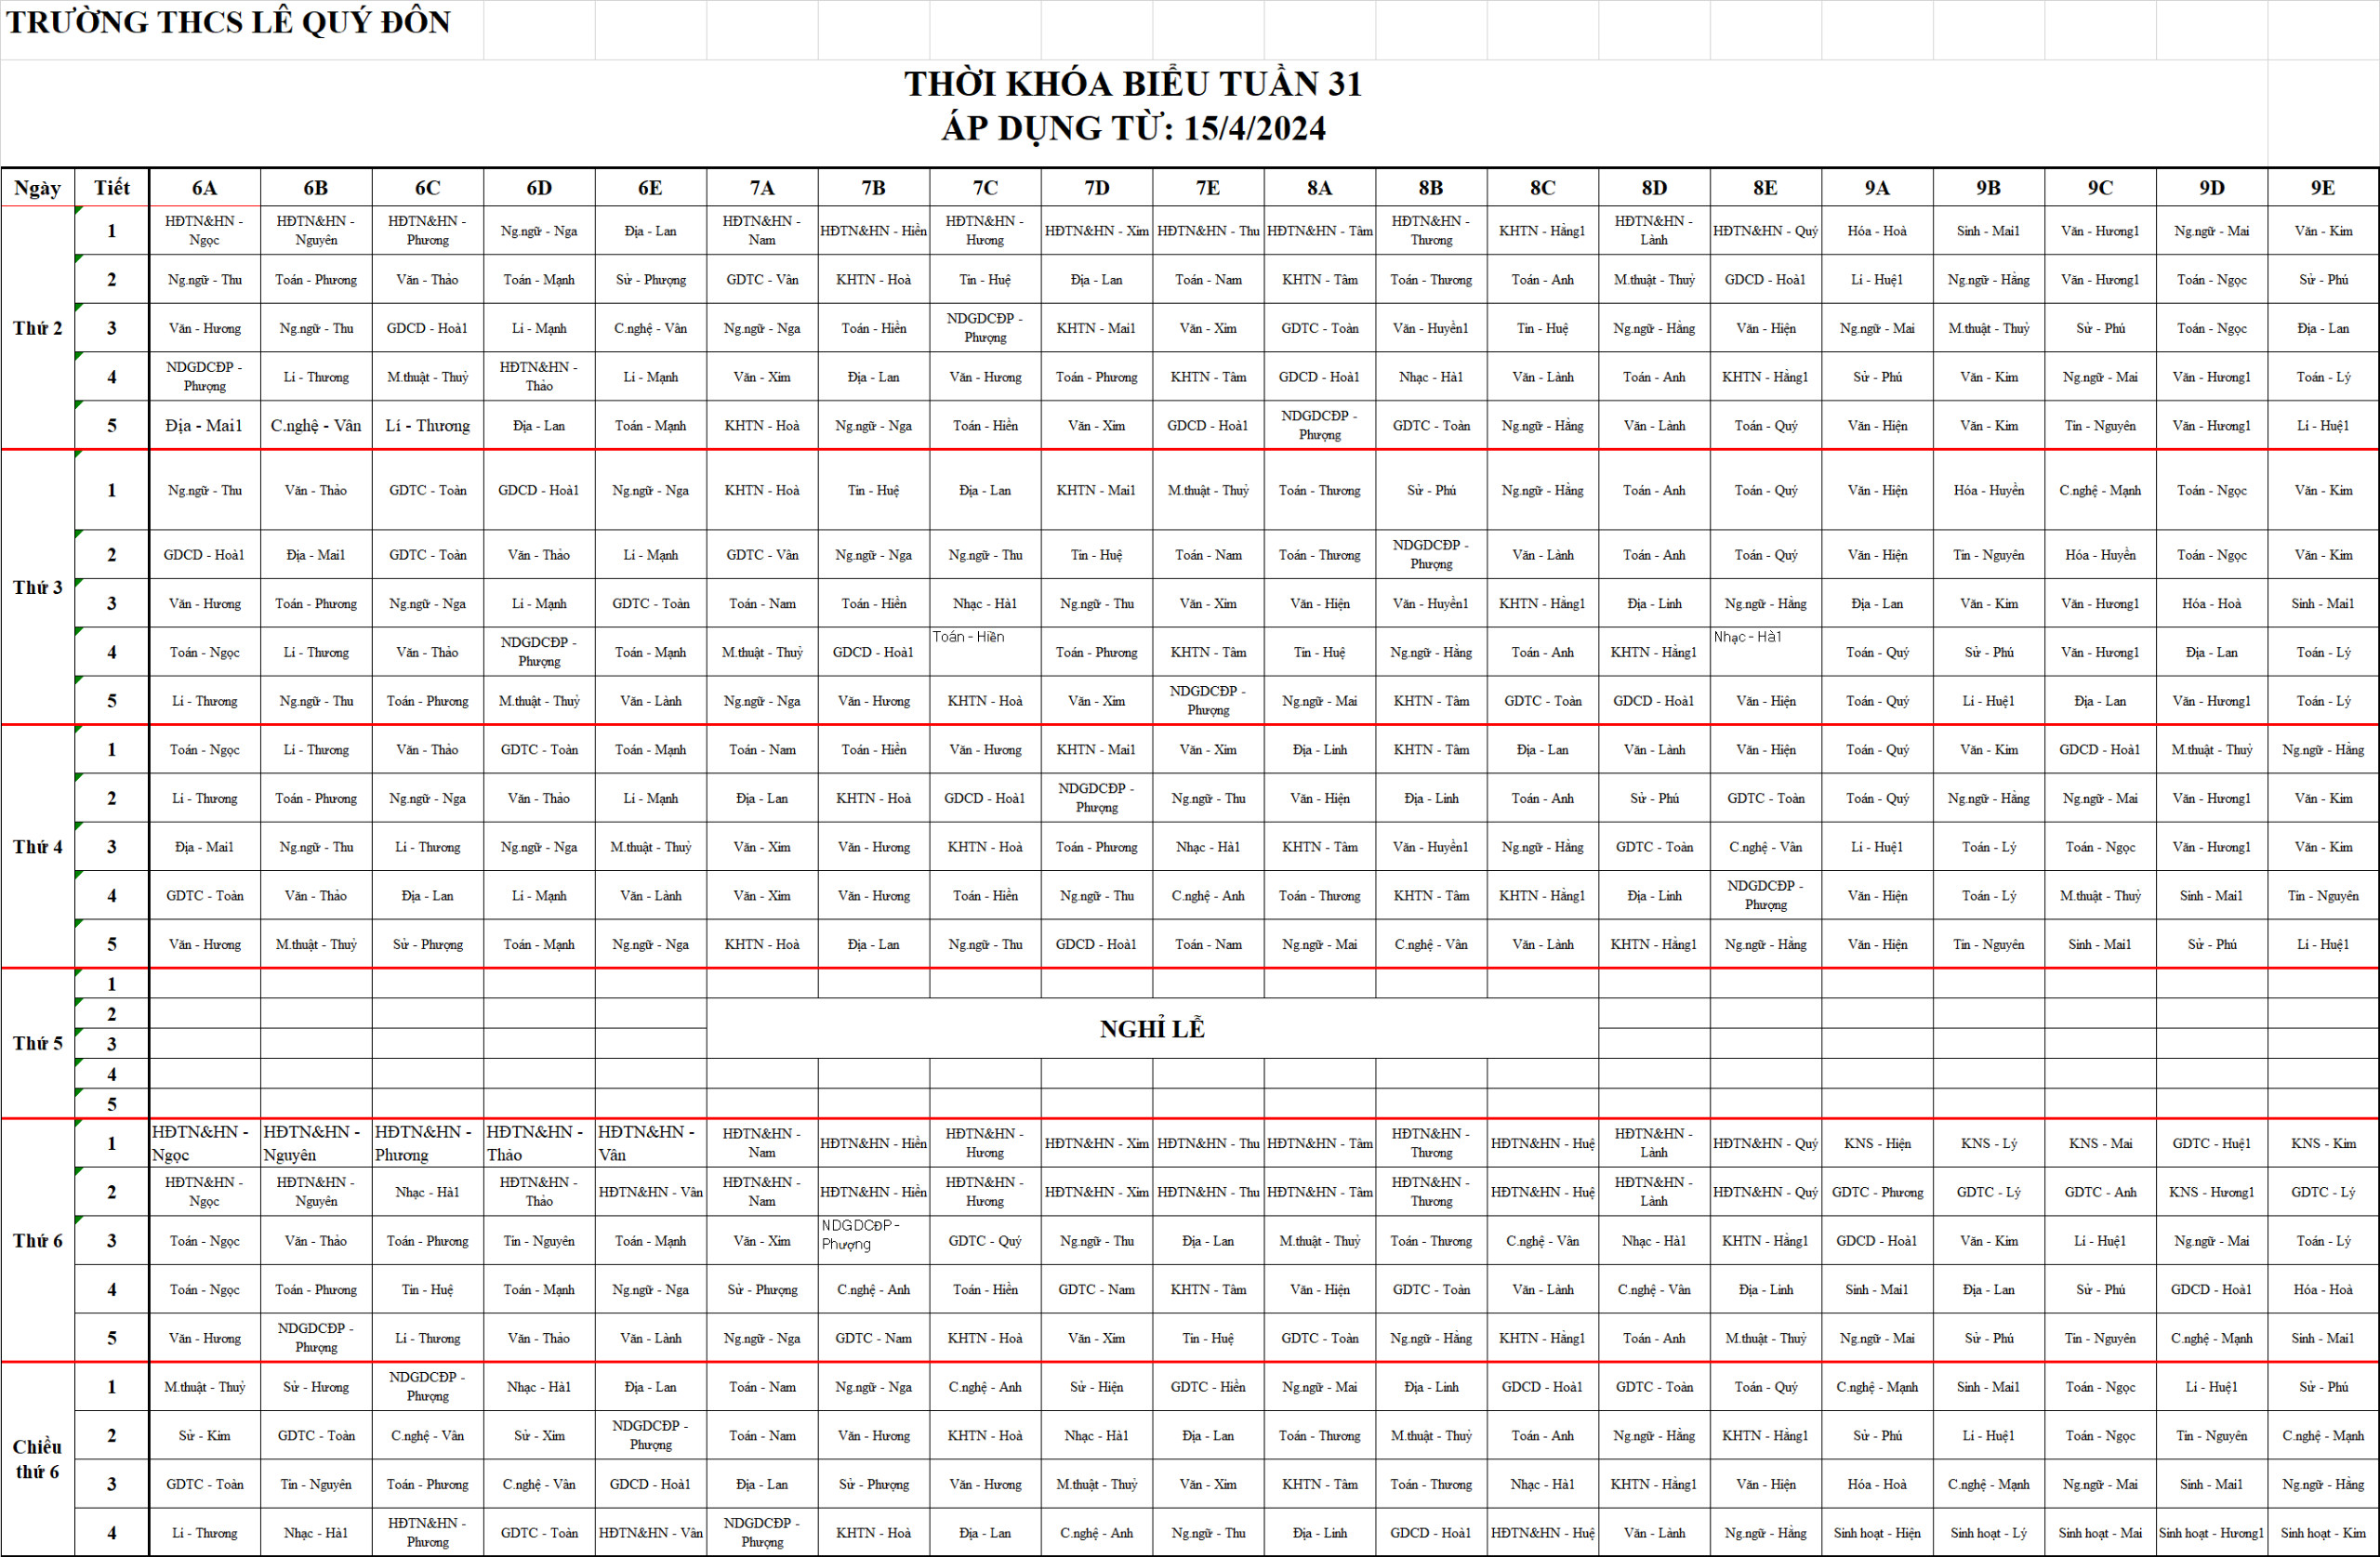 TRƯỜNG THCS LÊ QUÝ ĐÔN
THỜI KHÓA BIỂU TUẦN 31
ÁP DỤNG TỪ: 15/4/2024
Ngày Tiết 6A 6B 6C 6D 6E 7A 7B 7C 7D 7E 8A 8B 8C 8D 8E 9A 9B 9C 9D 9E
Thứ 2
1 HĐTN&HN - Ngọc HĐTN&HN - Nguyên HĐTN&HN - Phương Ng.ngữ - Nga Địa - Lan HĐTN&HN - Nam HĐTN&HN - Hiền HĐTN&HN - Hương HĐTN&HN - Xim HĐTN&HN - Thu HĐTN&HN - Tâm HĐTN&HN - Thương KHTN - Hằng1 HĐTN&HN - Lành HĐTN&HN - Quý Hóa - Hoà Sinh - Mai1 Văn - Hương1 Ng.ngữ - Mai Văn - Kim
2 Ng.ngữ - Thu Toán - Phương Văn - Thảo Toán - Mạnh Sử - Phượng GDTC - Vân KHTN - Hoà Tin - Huệ Địa - Lan Toán - Nam KHTN - Tâm Toán - Thương Toán - Anh M.thuật - Thuỷ GDCD - Hoà1 Lí - Huệ1 Ng.ngữ - Hằng Văn - Hương1 Toán - Ngọc Sử - Phú
3 Văn - Hương Ng.ngữ - Thu GDCD - Hoà1 Lí - Mạnh C.nghệ - Vân Ng.ngữ - Nga Toán - Hiền NDGDCĐP - Phượng KHTN - Mai1 Văn - Xim GDTC - Toàn Văn - Huyền1 Tin - Huệ Ng.ngữ - Hằng Văn - Hiện Ng.ngữ - Mai M.thuật - Thuỷ Sử - Phú Toán - Ngọc Địa - Lan
4 NDGDCĐP - Phượng Lí - Thương M.thuật - Thuỷ HĐTN&HN - Thảo Lí - Mạnh Văn - Xim Địa - Lan Văn - Hương Toán - Phương KHTN - Tâm GDCD - Hoà1 Nhạc - Hà1 Văn - Lành Toán - Anh KHTN - Hằng1 Sử - Phú Văn - Kim Ng.ngữ - Mai Văn - Hương1 Toán - Lý
5 Địa - Mai1 C.nghệ - Vân Lí - Thương Địa - Lan Toán - Mạnh KHTN - Hoà Ng.ngữ - Nga Toán - Hiền Văn - Xim GDCD - Hoà1 NDGDCĐP - Phượng GDTC - Toàn Ng.ngữ - Hằng Văn - Lành Toán - Quý Văn - Hiện Văn - Kim Tin - Nguyên Văn - Hương1 Lí - Huệ1
Thứ 3
1 Ng.ngữ - Thu Văn - Thảo GDTC - Toàn GDCD - Hoà1 Ng.ngữ - Nga KHTN - Hoà Tin - Huệ Địa - Lan KHTN - Mai1 M.thuật - Thuỷ Toán - Thương Sử - Phú Ng.ngữ - Hằng Toán - Anh Toán - Quý Văn - Hiện Hóa - Huyền C.nghệ - Mạnh Toán - Ngọc Văn - Kim
2 GDCD - Hoà1 Địa - Mai1 GDTC - Toàn Văn - Thảo Lí - Mạnh GDTC - Vân Ng.ngữ - Nga Ng.ngữ - Thu Tin - Huệ Toán - Nam Toán - Thương NDGDCĐP - Phượng Văn - Lành Toán - Anh Toán - Quý Văn - Hiện Tin - Nguyên Hóa - Huyền Toán - Ngọc Văn - Kim
3 Văn - Hương Toán - Phương Ng.ngữ - Nga Lí - Mạnh GDTC - Toàn Toán - Nam Toán - Hiền Nhạc - Hà1 Ng.ngữ - Thu Văn - Xim Văn - Hiện Văn - Huyền1 KHTN - Hằng1 Địa - Linh Ng.ngữ - Hằng Địa - Lan Văn - Kim Văn - Hương1 Hóa - Hoà Sinh - Mai1
4 Toán - Ngọc Lí - Thương Văn - Thảo NDGDCĐP - Phượng Toán - Mạnh M.thuật - Thuỷ GDCD - Hoà1 Toán - Hiền Toán - Phương KHTN - Tâm Tin - Huệ Ng.ngữ - Hằng Toán - Anh KHTN - Hằng1 Nhạc - Hà1 Toán - Quý Sử - Phú Văn - Hương1 Địa - Lan Toán - Lý
5 Lí - Thương Ng.ngữ - Thu Toán - Phương M.thuật - Thuỷ Văn - Lành Ng.ngữ - Nga Văn - Hương KHTN - Hoà Văn - Xim NDGDCĐP - Phượng Ng.ngữ - Mai KHTN - Tâm GDTC - Toàn GDCD - Hoà1 Văn - Hiện Toán - Quý Lí - Huệ1 Địa - Lan Văn - Hương1 Toán - Lý
Thứ 4
1 Toán - Ngọc Lí - Thương Văn - Thảo GDTC - Toàn Toán - Mạnh Toán - Nam Toán - Hiền Văn - Hương KHTN - Mai1 Văn - Xim Địa - Linh KHTN - Tâm Địa - Lan Văn - Lành Văn - Hiện Toán - Quý Văn - Kim GDCD - Hoà1 M.thuật - Thuỷ Ng.ngữ - Hằng
2 Lí - Thương Toán - Phương Ng.ngữ - Nga Văn - Thảo Lí - Mạnh Địa - Lan KHTN - Hoà GDCD - Hoà1 NDGDCĐP - Phượng Ng.ngữ - Thu Văn - Hiện Địa - Linh Toán - Anh Sử - Phú GDTC - Toàn Toán - Quý Ng.ngữ - Hằng Ng.ngữ - Mai Văn - Hương1 Văn - Kim
3 Địa - Mai1 Ng.ngữ - Thu Lí - Thương Ng.ngữ - Nga M.thuật - Thuỷ Văn - Xim Văn - Hương KHTN - Hoà Toán - Phương Nhạc - Hà1 KHTN - Tâm Văn - Huyền1 Ng.ngữ - Hằng GDTC - Toàn C.nghệ - Vân Lí - Huệ1 Toán - Lý Toán - Ngọc Văn - Hương1 Văn - Kim
4 GDTC - Toàn Văn - Thảo Địa - Lan Lí - Mạnh Văn - Lành Văn - Xim Văn - Hương Toán - Hiền Ng.ngữ - Thu C.nghệ - Anh Toán - Thương KHTN - Tâm KHTN - Hằng1 Địa - Linh NDGDCĐP - Phượng Văn - Hiện Toán - Lý M.thuật - Thuỷ Sinh - Mai1 Tin - Nguyên
5 Văn - Hương M.thuật - Thuỷ Sử - Phượng Toán - Mạnh Ng.ngữ - Nga KHTN - Hoà Địa - Lan Ng.ngữ - Thu GDCD - Hoà1 Toán - Nam Ng.ngữ - Mai C.nghệ - Vân Văn - Lành KHTN - Hằng1 Ng.ngữ - Hằng Văn - Hiện Tin - Nguyên Sinh - Mai1 Sử - Phú Lí - Huệ1
Thứ 5
1
2
NGHỈ LỄ
3
4
5
Thứ 6
1 HĐTN&HN - Ngọc HĐTN&HN - Nguyên HĐTN&HN - Phương HĐTN&HN - Thảo HĐTN&HN - Vân HĐTN&HN - Nam HĐTN&HN - Hiền HĐTN&HN - Hương HĐTN&HN - Xim HĐTN&HN - Thu HĐTN&HN - Tâm HĐTN&HN - Thương HĐTN&HN - Huệ HĐTN&HN - Lành HĐTN&HN - Quý KNS - Hiện KNS - Lý KNS - Mai GDTC - Huệ1 KNS - Kim
2 HĐTN&HN - Ngọc HĐTN&HN - Nguyên Nhạc - Hà1 HĐTN&HN - Thảo HĐTN&HN - Vân HĐTN&HN - Nam HĐTN&HN - Hiền HĐTN&HN - Hương HĐTN&HN - Xim HĐTN&HN - Thu HĐTN&HN - Tâm HĐTN&HN - Thương HĐTN&HN - Huệ HĐTN&HN - Lành HĐTN&HN - Quý GDTC - Phương GDTC - Lý GDTC - Anh KNS - Hương1 GDTC - Lý
3 Toán - Ngọc Văn - Thảo Toán - Phương Tin - Nguyên Toán - Mạnh Văn - Xim NDGDCĐP - Phượng GDTC - Quý Ng.ngữ - Thu Địa - Lan M.thuật - Thuỷ Toán - Thương C.nghệ - Vân Nhạc - Hà1 KHTN - Hằng1 GDCD - Hoà1 Văn - Kim Lí - Huệ1 Ng.ngữ - Mai Toán - Lý
4 Toán - Ngọc Toán - Phương Tin - Huệ Toán - Mạnh Ng.ngữ - Nga Sử - Phượng C.nghệ - Anh Toán - Hiền GDTC - Nam KHTN - Tâm Văn - Hiện GDTC - Toàn Văn - Lành C.nghệ - Vân Địa - Linh Sinh - Mai1 Địa - Lan Sử - Phú GDCD - Hoà1 Hóa - Hoà
5 Văn - Hương NDGDCĐP - Phượng Lí - Thương Văn - Thảo Văn - Lành Ng.ngữ - Nga GDTC - Nam KHTN - Hoà Văn - Xim Tin - Huệ GDTC - Toàn Ng.ngữ - Hằng KHTN - Hằng1 Toán - Anh M.thuật - Thuỷ Ng.ngữ - Mai Sử - Phú Tin - Nguyên C.nghệ - Mạnh Sinh - Mai1
Chiều thứ 6
1 M.thuật - Thuỷ Sử - Hương NDGDCĐP - Phượng Nhạc - Hà1 Địa - Lan Toán - Nam Ng.ngữ - Nga C.nghệ - Anh Sử - Hiện GDTC - Hiền Ng.ngữ - Mai Địa - Linh GDCD - Hoà1 GDTC - Toàn Toán - Quý C.nghệ - Mạnh Sinh - Mai1 Toán - Ngọc Lí - Huệ1 Sử - Phú
2 Sử - Kim GDTC - Toàn C.nghệ - Vân Sử - Xim NDGDCĐP - Phượng Toán - Nam Văn - Hương KHTN - Hoà Nhạc - Hà1 Địa - Lan Toán - Thương M.thuật - Thuỷ Toán - Anh Ng.ngữ - Hằng KHTN - Hằng1 Sử - Phú Lí - Huệ1 Toán - Ngọc Tin - Nguyên C.nghệ - Mạnh
3 GDTC - Toàn Tin - Nguyên Toán - Phương C.nghệ - Vân GDCD - Hoà1 Địa - Lan Sử - Phượng Văn - Hương M.thuật - Thuỷ Văn - Xim KHTN - Tâm Toán - Thương Nhạc - Hà1 KHTN - Hằng1 Văn - Hiện Hóa - Hoà C.nghệ - Mạnh Ng.ngữ - Mai Sinh - Mai1 Ng.ngữ - Hằng
4 Lí - Thương Nhạc - Hà1 HĐTN&HN - Phương GDTC - Toàn HĐTN&HN - Vân NDGDCĐP - Phượng KHTN - Hoà Địa - Lan C.nghệ - Anh Ng.ngữ - Thu Địa - Linh GDCD - Hoà1 HĐTN&HN - Huệ Văn - Lành Ng.ngữ - Hằng Sinh hoạt - Hiện Sinh hoạt - Lý Sinh hoạt - Mai Sinh hoạt - Hương1 Sinh hoạt - Kim